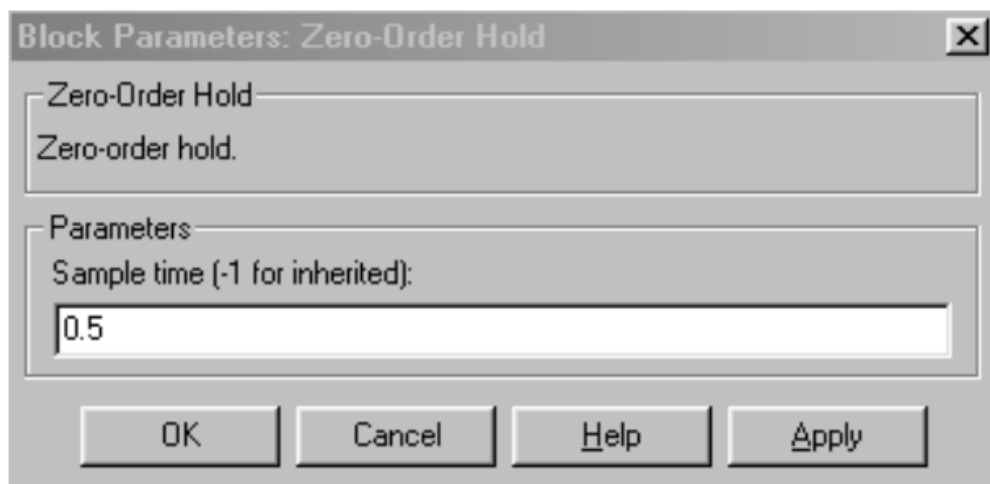 Block Parameters: Zero-Order Hold
Zero-Order Hold
Zero-order hold.
Parameters
Sample time (-1 for inherited):
0.5
OK Cancel Help Apply